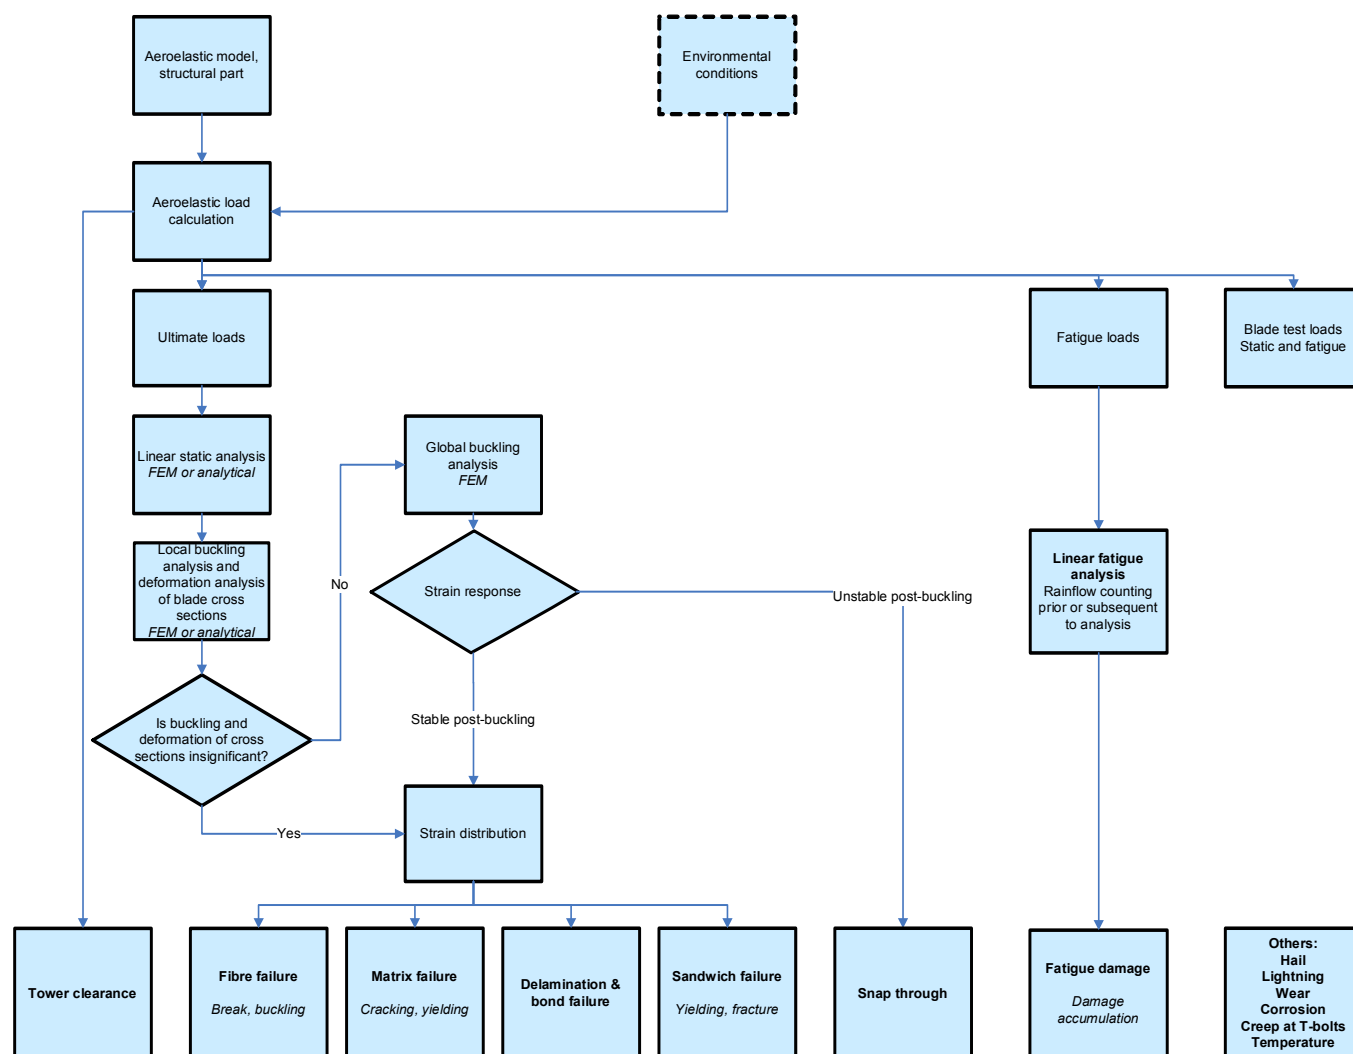 Aeroelastic model,
structural part
Environmental
conditions
Aeroelastic load
calculation
Ultimate loads
Fatigue loads
Blade test loads
Static and fatigue
Linear static analysis
FEM or analytical
Global buckling
analysis
FEM
Local buckling
analysis and
deformation analysis
of blade cross
sections
FEM or analytical
No
Strain response
Unstable post-buckling
Linear fatigue
analysis
Rainflow counting
prior or subsequent
to analysis
Is buckling and
deformation of cross
sections insignificant?
Stable post-buckling
Yes
Strain distribution
Tower clearance
Fibre failure
Break, buckling
Matrix failure
Cracking, yielding
Delamination &
bond failure
Sandwich failure
Yielding, fracture
Snap through
Fatigue damage
Damage
accumulation
Others:
Hail
Lightning
Wear
Corrosion
Creep at T-bolts
Temperature